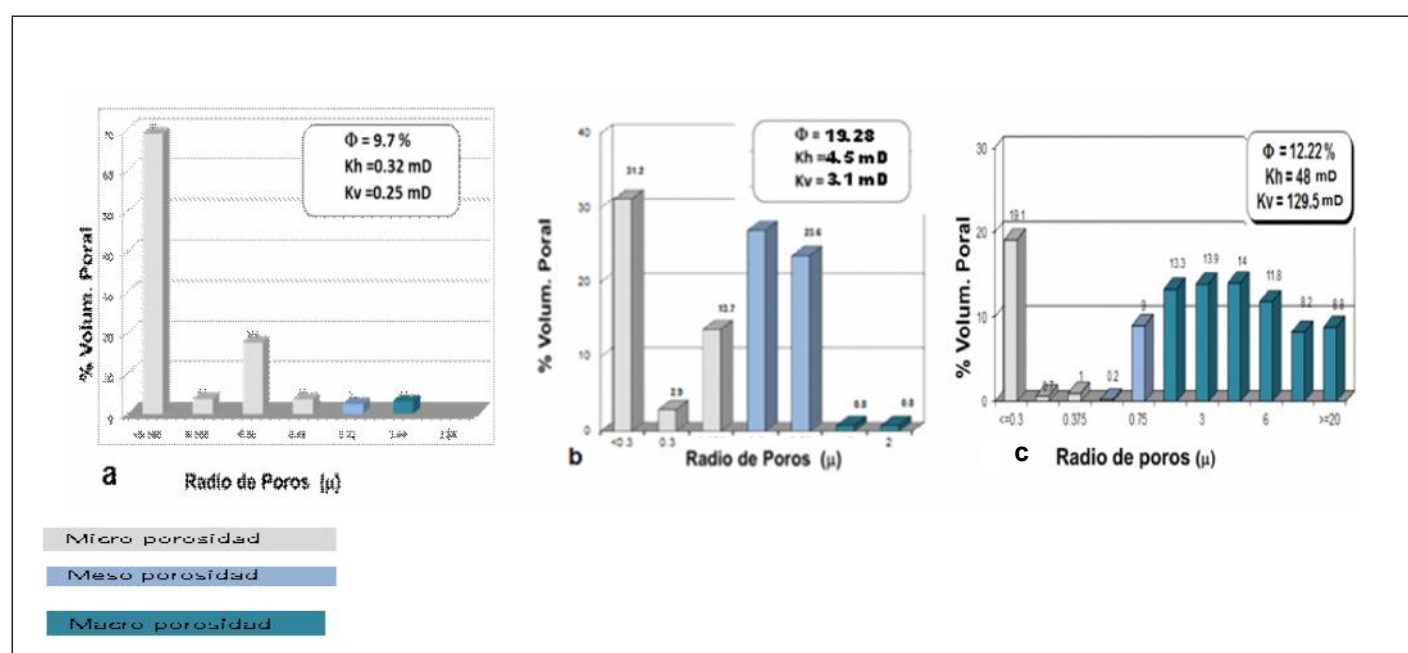 % Volum. Poral
Φ = 9.7 %
Kh =0.32 mD
Kv =0.25 mD
a
Radio de Poros (μ)
% Volum. Poral
40
30
20
10
0
Φ = 19.28
Kh =4.5 mD
Kv = 3.1 mD
31.2
2.9
13.7
23.6
0.8
0.8
<0.3
0.3
2
b
Radio de Poros (μ)
% Volum. Poral
30
20
10
0
Φ = 12.22%
Kh = 48 mD
Kv = 129.5 mD
19.1
1
0.2
9
13.3
13.9
14
11.8
8.2
8.8
<=0.3
0.375
0.75
3
6
>=20
c
Radio de poros (μ)
Micro porosidad
Meso porosidad
Macro porosidad